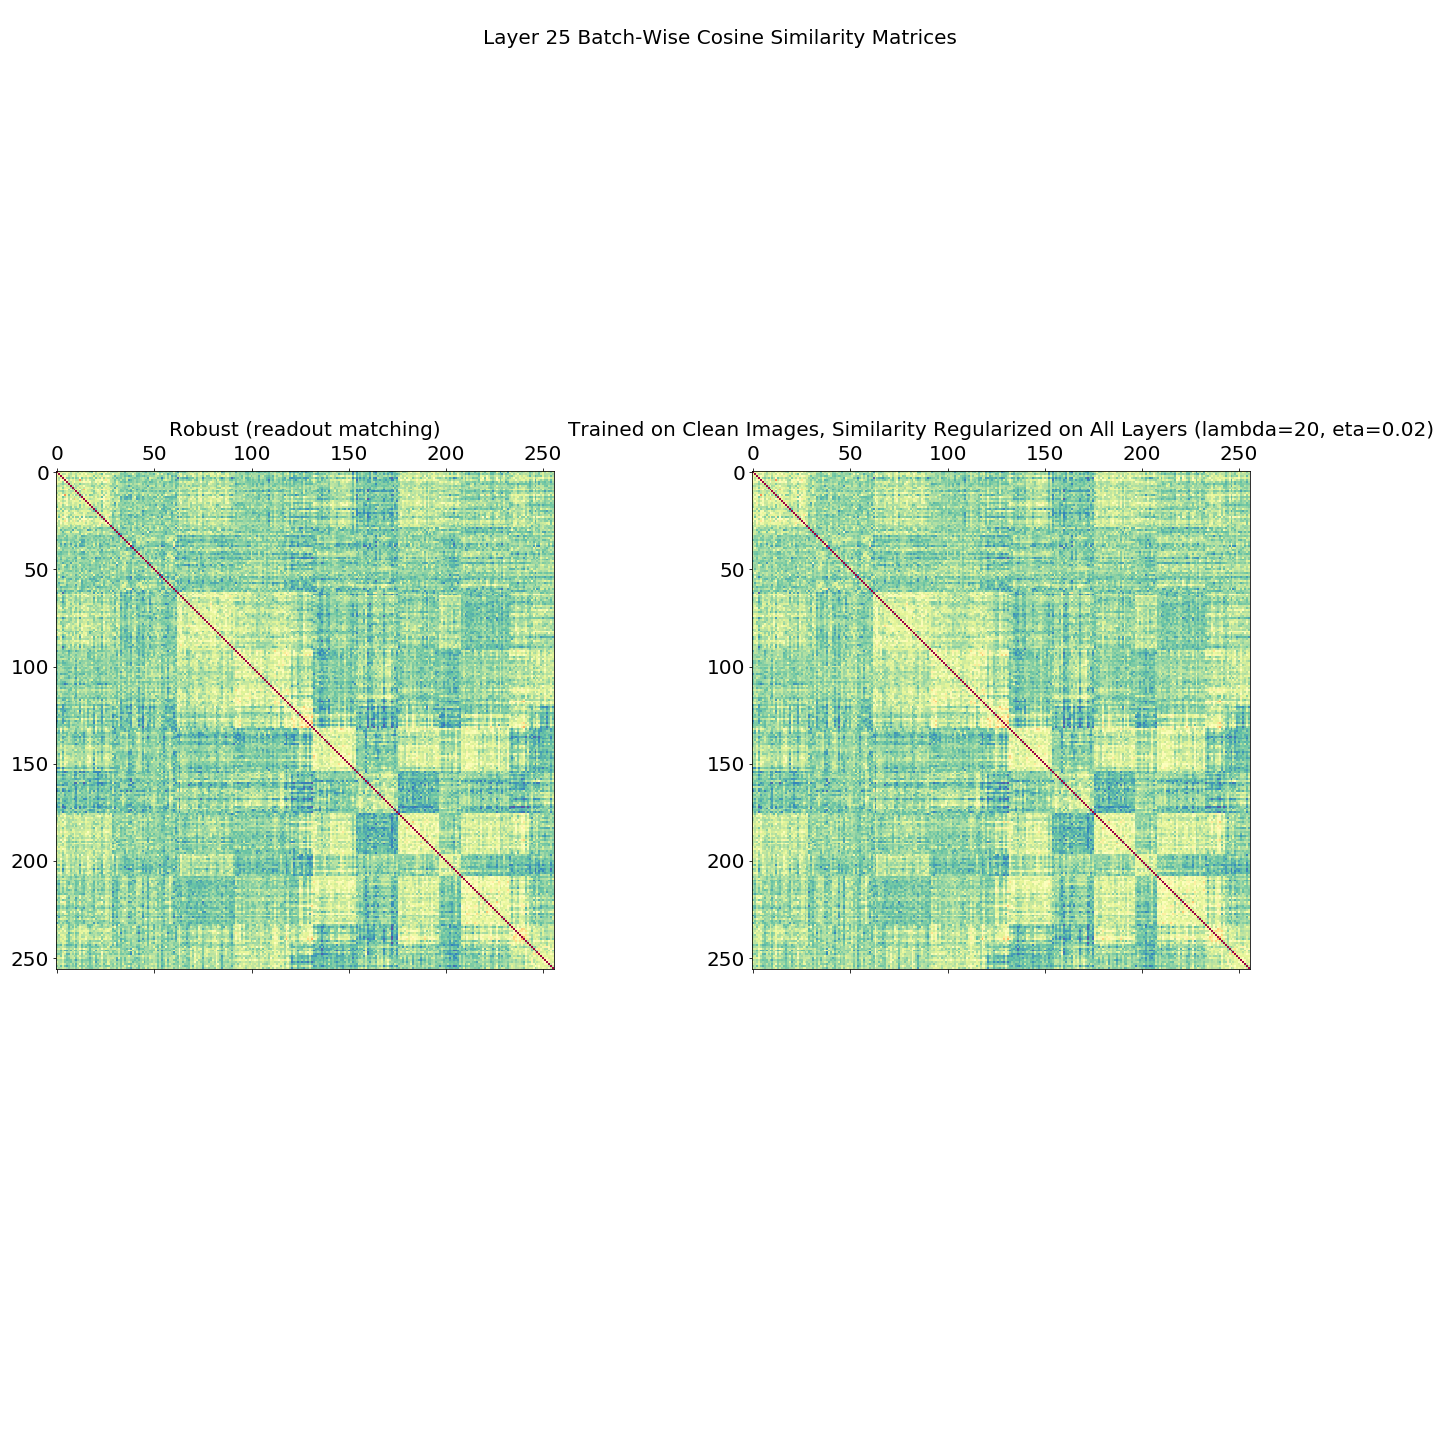 Layer 25 Batch-Wise Cosine Similarity Matrices
Robust (readout matching)
Trained on Clean Images, Similarity Regularized on All Layers (lambda=20, eta=0.02)
0 50 100 150 200 250
0 50 100 150 200 250
0
50
100
150
200
250
0
50
100
150
200
250